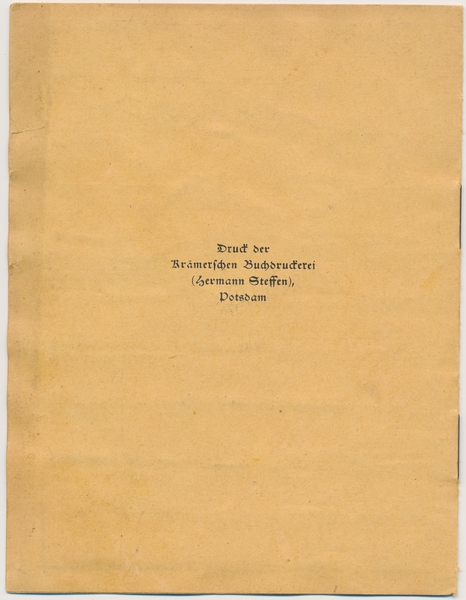 Druck der
Krämerschen Buchdruckerei
(Hermann Steffen),
Potsdam